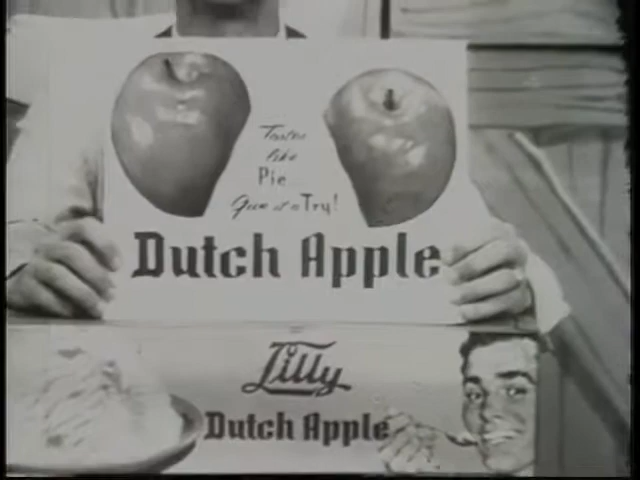 Tastes
like
Pie
Give it a Try!
Dutch Apple
Lilly
Dutch Apple